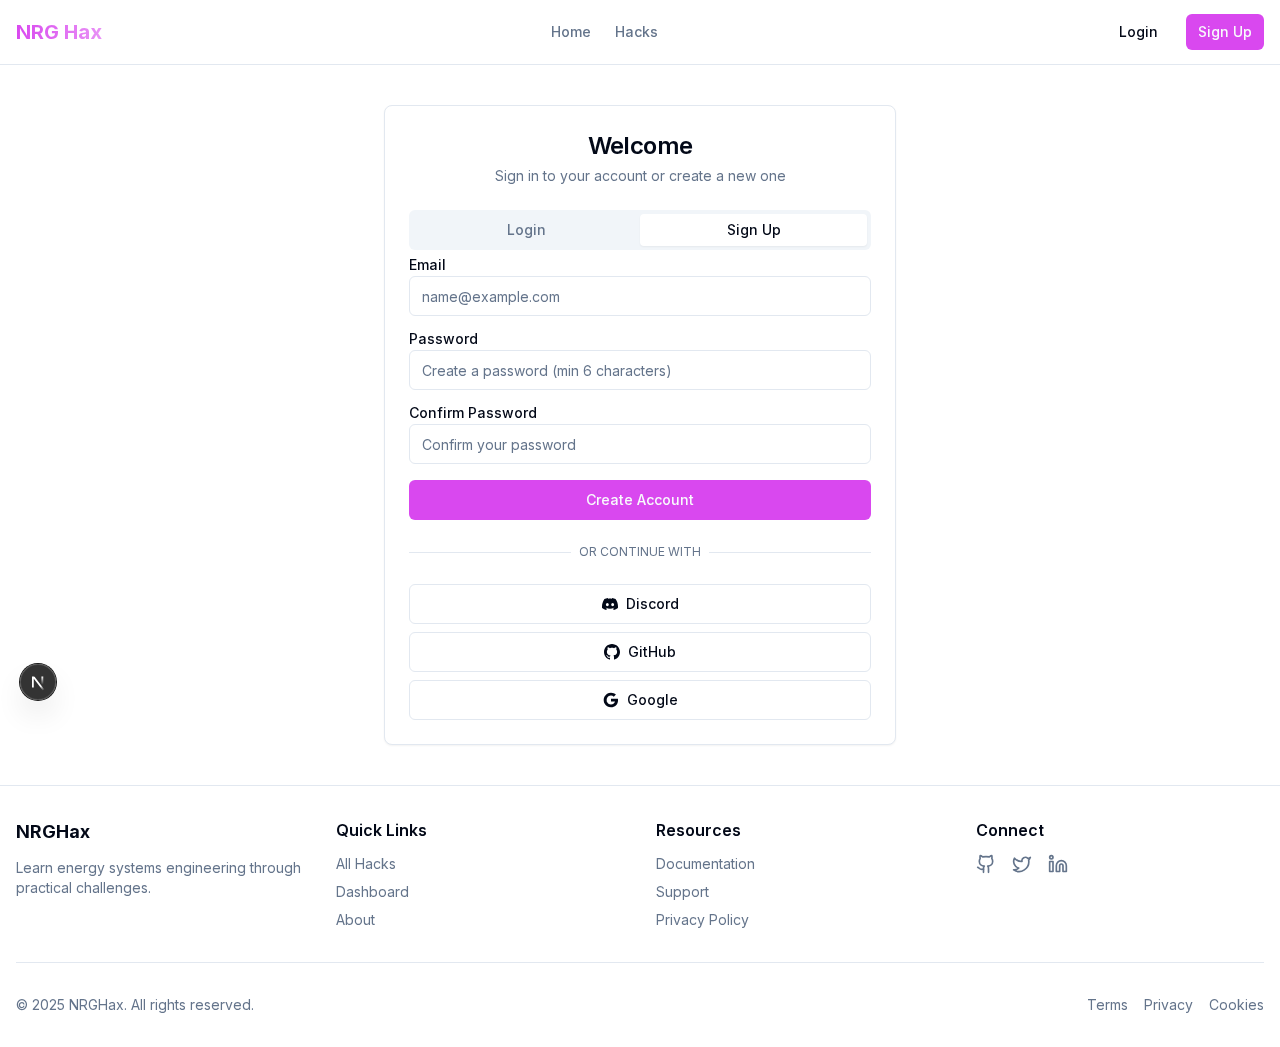 NRG Hax
Home
Hacks
Login
Sign Up
Welcome
Sign in to your account or create a new one
Login
Sign Up
Email
name@example.com
Password
Create a password (min 6 characters)
Confirm Password
Confirm your password
Create Account
OR CONTINUE WITH
Discord
GitHub
Google
N
NRGHax
Learn energy systems engineering through
practical challenges.
Quick Links
All Hacks
Dashboard
About
Resources
Documentation
Support
Privacy Policy
Connect
© 2025 NRGHax. All rights reserved.
Terms
Privacy
Cookies